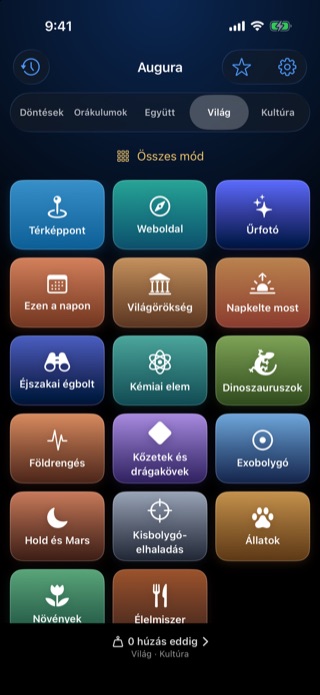 9:41
Augura
Döntések Orákulumok Együtt Világ Kultúra
Összes mód
Térképpont Weboldal Űrfotó
Ezen a napon Világörökség Napkelte most
Éjszakai égbolt Kémiai elem Dinoszauruszok
Földrengés Kőzetek és drágakövek Exobolygó
Hold és Mars Kisbolygó-elhaladás Állatok
Növények Élelmiszer
0 húzás eddig
Világ · Kultúra